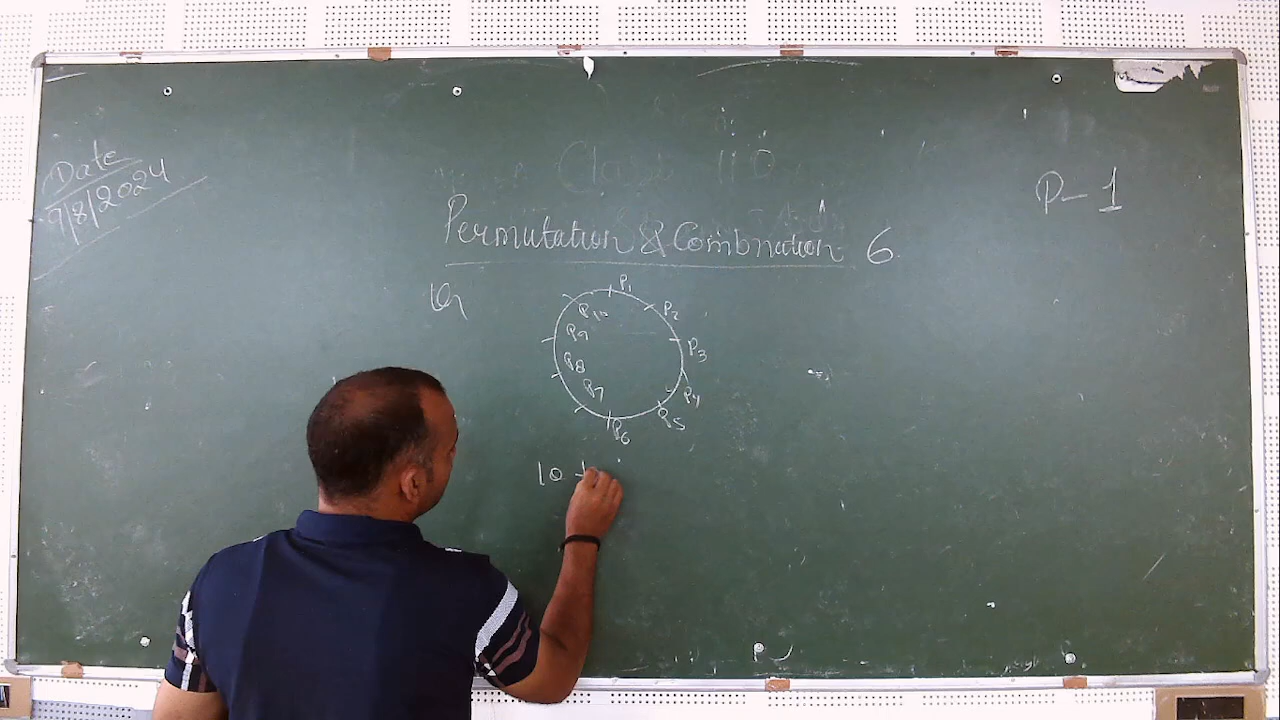 Date
9/8/2024
Class 11 D
P-1
Permutation & Combination 6
Q1
P1
P2
P3
P4
P5
P6
P7
P8
P9
P10
10